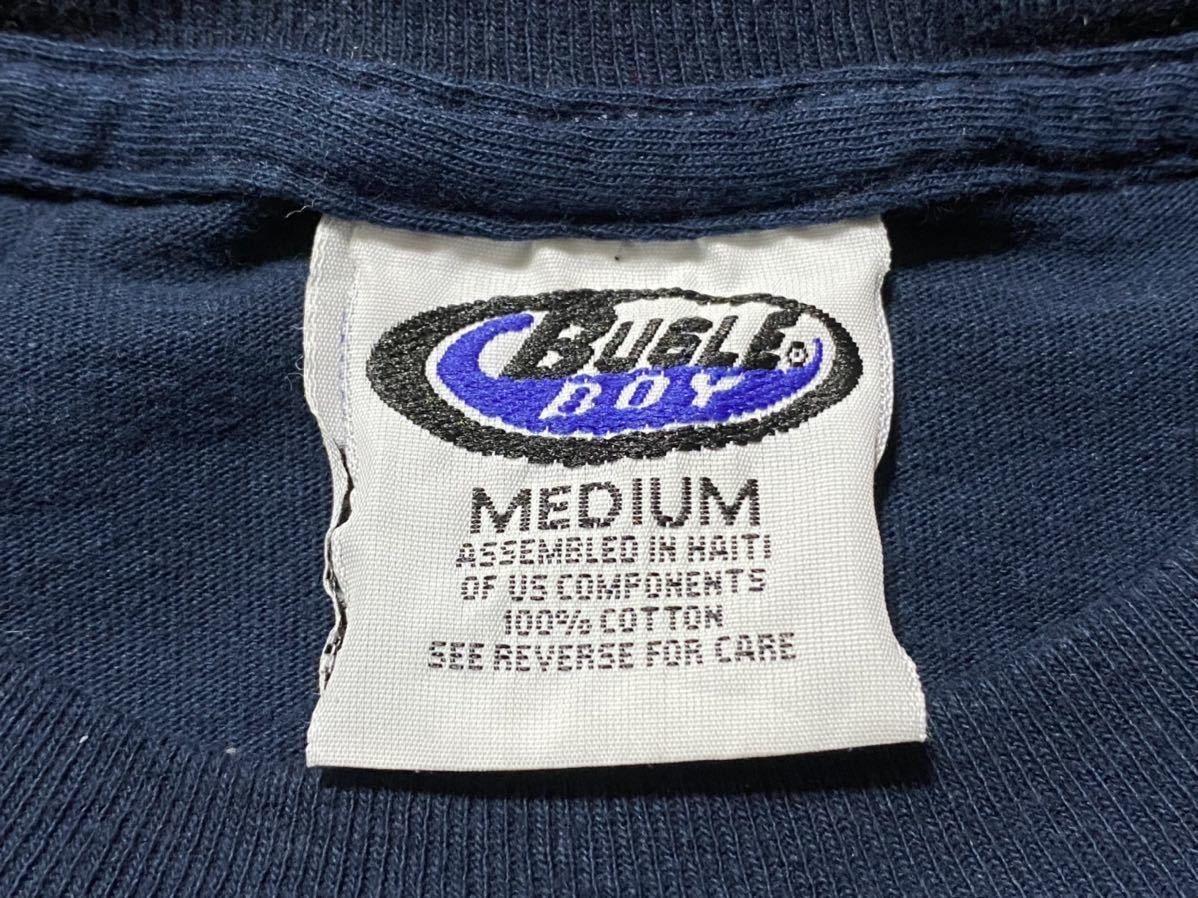 BUGLE®
BOY
MEDIUM
ASSEMBLED IN HAITI
OF US COMPONENTS
100% COTTON
SEE REVERSE FOR CARE